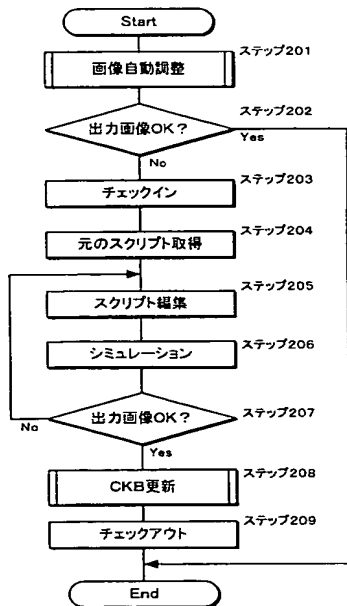 Start
ステップ201
画像自動調整
ステップ202
出力画像OK?
Yes
No
ステップ203
チェックイン
ステップ204
元のスクリプト取得
ステップ205
スクリプト編集
ステップ206
シミュレーション
ステップ207
出力画像OK?
No
Yes
ステップ208
CKB更新
ステップ209
チェックアウト
End